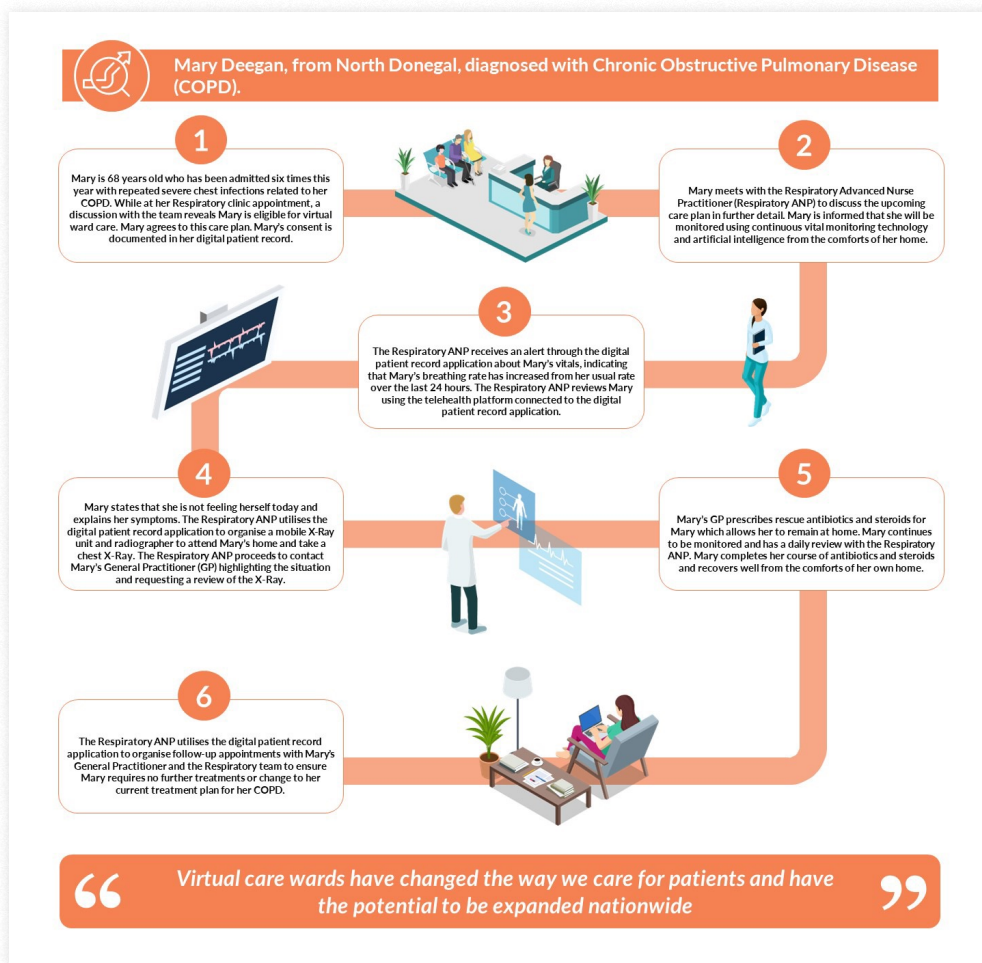 Mary Deegan, from North Donegal, diagnosed with Chronic Obstructive Pulmonary Disease
(COPD).
1
Mary is 68 years old who has been admitted six times this
year with repeated severe chest infections related to her
COPD. While at her Respiratory clinic appointment, a
discussion with the team reveals Mary is eligible for virtual
ward care. Mary agrees to this care plan. Mary's consent is
documented in her digital patient record.
2
Mary meets with the Respiratory Advanced Nurse
Practitioner (Respiratory ANP) to discuss the upcoming
care plan in further detail. Mary is informed that she will be
monitored using continuous vital monitoring technology
and artificial intelligence from the comforts of her home.
3
The Respiratory ANP receives an alert through the digital
patient record application about Mary's vitals, indicating
that Mary's breathing rate has increased from her usual rate
over the last 24 hours. The Respiratory ANP reviews Mary
using the telehealth platform connected to the digital
patient record application.
4
Mary states that she is not feeling herself today and
explains her symptoms. The Respiratory ANP utilises the
digital patient record application to organise a mobile X-Ray
unit and radiographer to attend Mary's home and take a
chest X-Ray. The Respiratory ANP proceeds to contact
Mary's General Practitioner (GP) highlighting the situation
and requesting a review of the X-Ray.
5
Mary's GP prescribes rescue antibiotics and steroids for
Mary which allows her to remain at home. Mary continues
to be monitored and has a daily review with the Respiratory
ANP. Mary completes her course of antibiotics and steroids
and recovers well from the comforts of her own home.
6
The Respiratory ANP utilises the digital patient record
application to organise follow-up appointments with Mary's
General Practitioner and the Respiratory team to ensure
Mary requires no further treatments or change to her
current treatment plan for her COPD.
“ Virtual care wards have changed the way we care for patients and have
the potential to be expanded nationwide ”